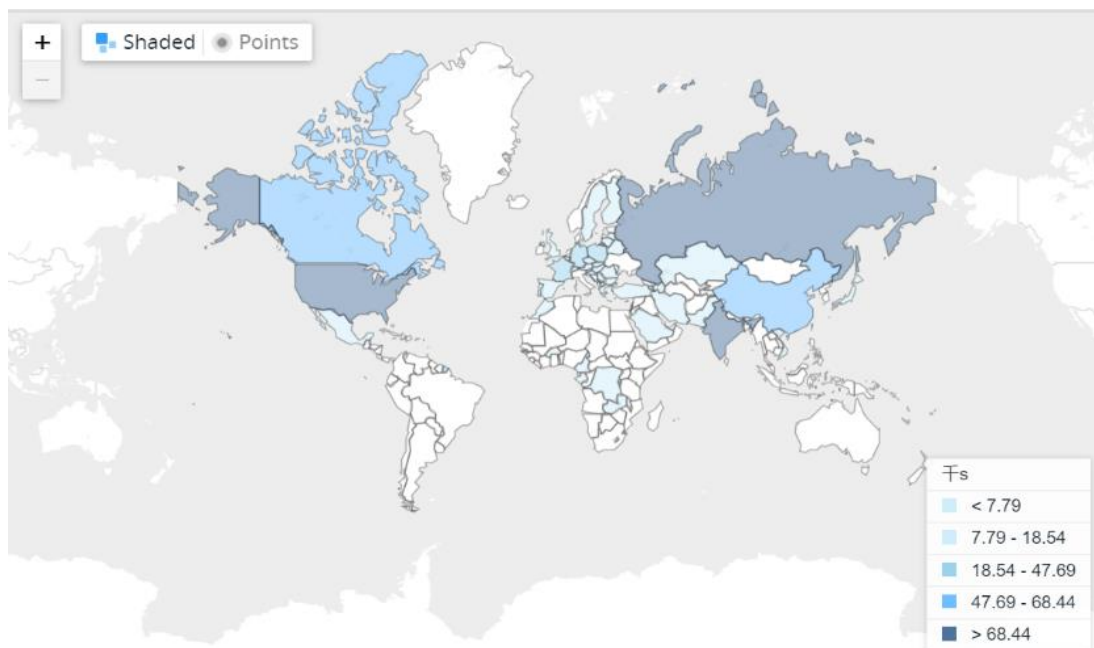 +
Shaded Points
−
千s
< 7.79
7.79 - 18.54
18.54 - 47.69
47.69 - 68.44
> 68.44